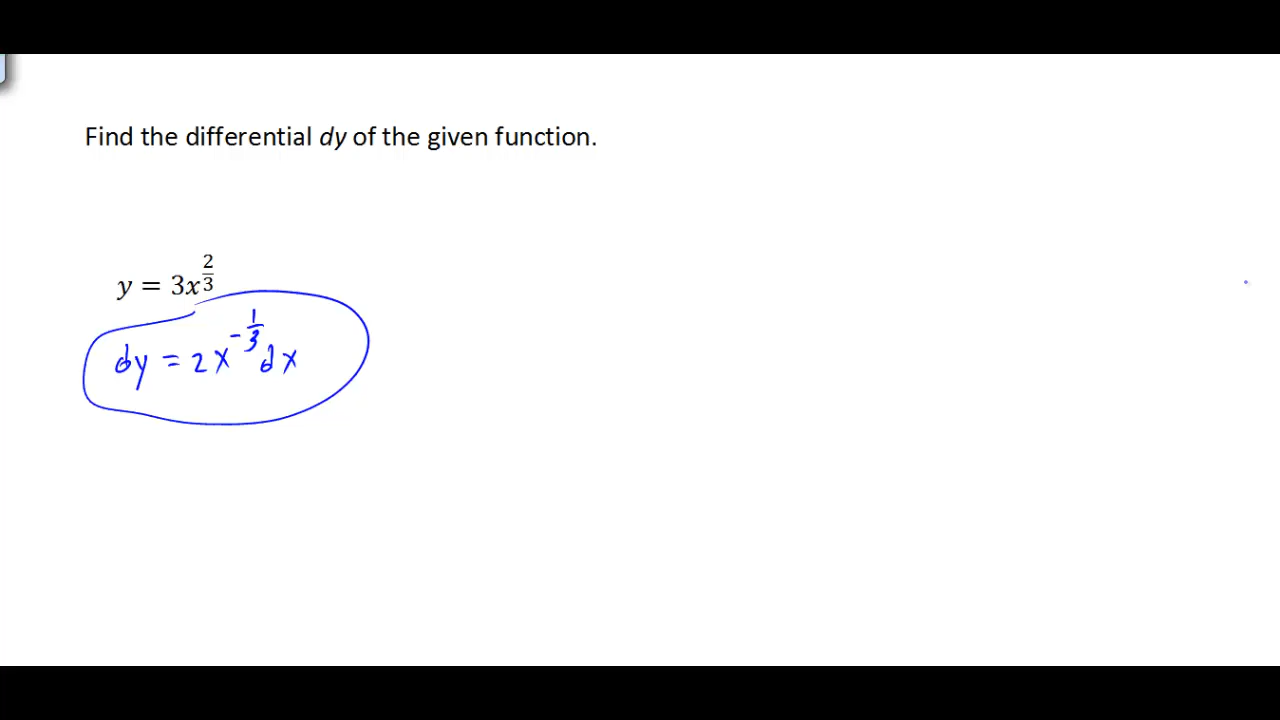 Find the differential dy of the given function.
y = 3x^(2/3)
dy = 2x^(-1/3) dx